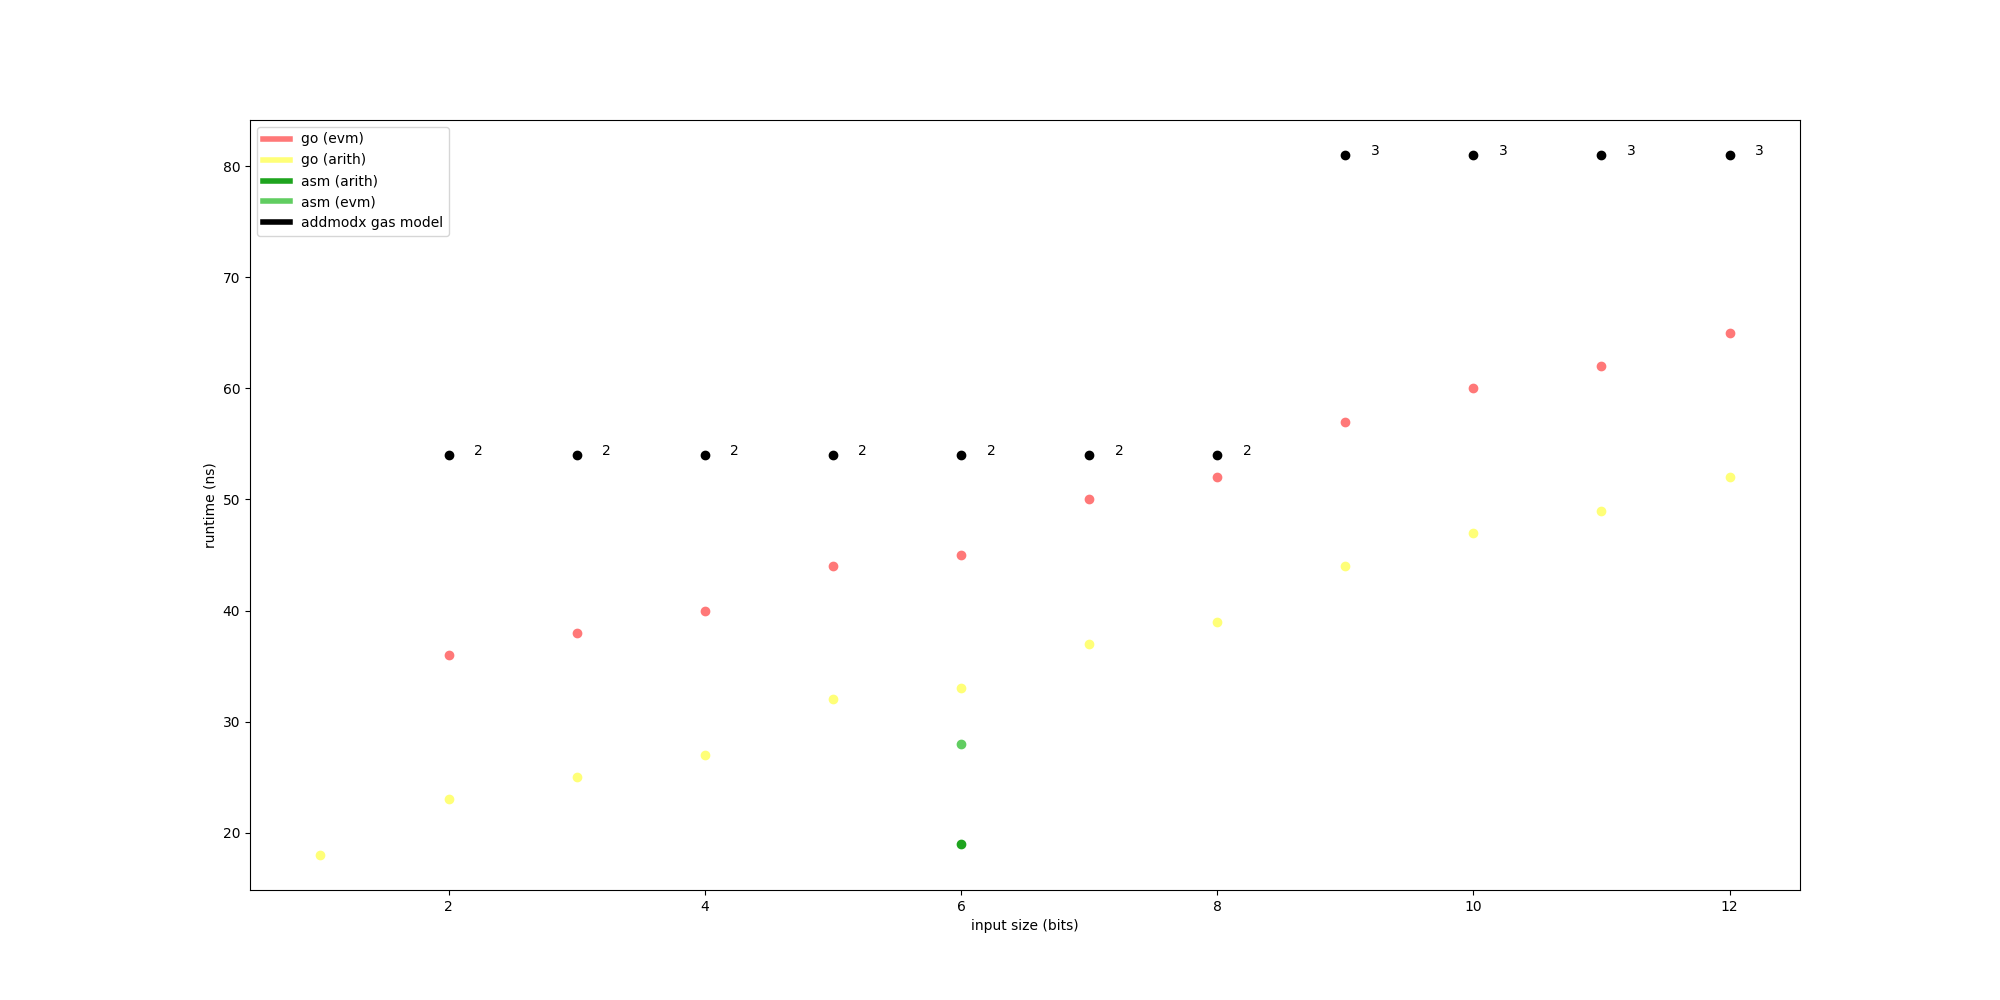 go (evm)
go (arith)
asm (arith)
asm (evm)
addmodx gas model
3 3 3 3
2 2 2 2 2 2 2
80
70
60
50
40
30
20
runtime (ns)
2 4 6 8 10 12
input size (bits)